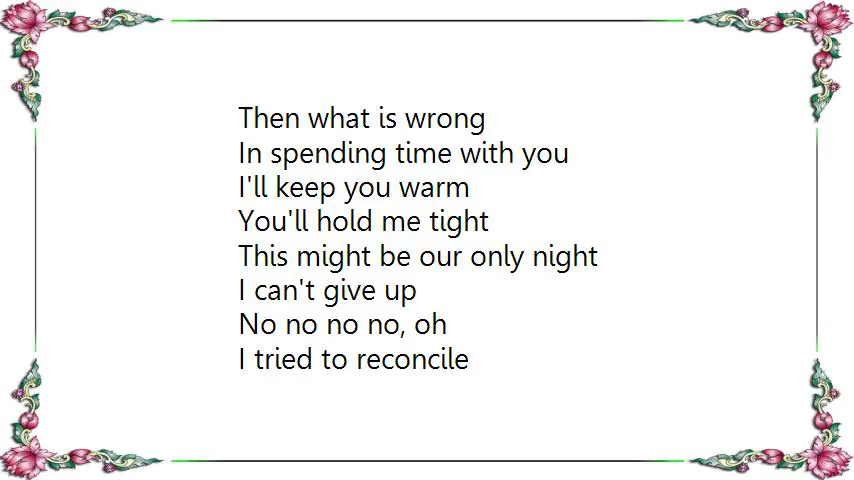 Then what is wrong
In spending time with you
I'll keep you warm
You'll hold me tight
This might be our only night
I can't give up
No no no no, oh
I tried to reconcile